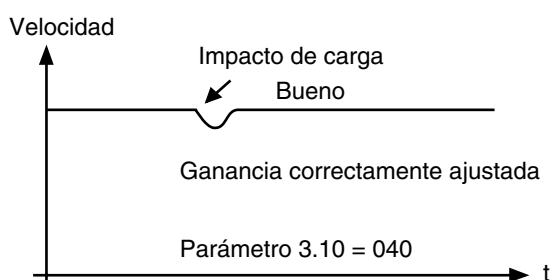 Velocidad
Impacto de carga
Bueno
Ganancia correctamente ajustada
Parámetro 3.10 = 040
t